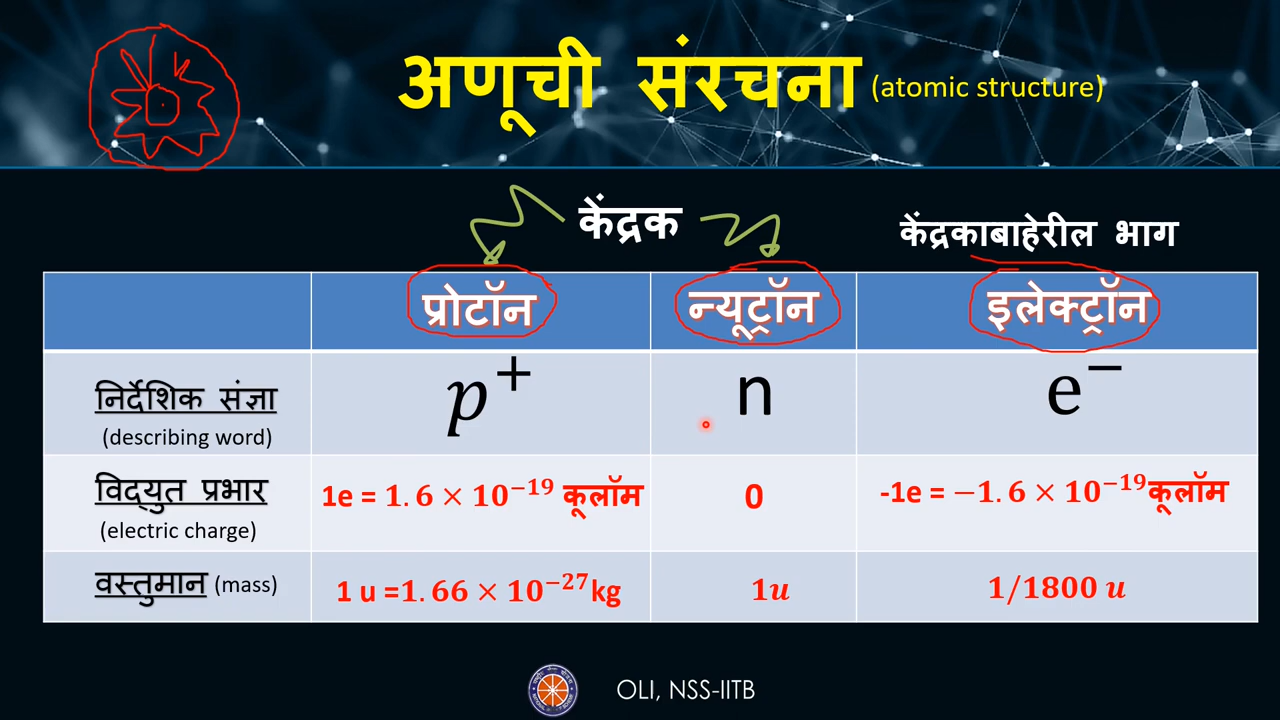 अणूची संरचना (atomic structure)
केंद्रक केंद्रकाबाहेरील भाग
प्रोटॉन न्यूट्रॉन इलेक्ट्रॉन
निर्देशिक संज्ञा p⁺ n e⁻
(describing word)
विद्युत प्रभार 1e = 1.6 × 10⁻¹⁹ कूलॉम 0 -1e = −1.6 × 10⁻¹⁹कूलॉम
(electric charge)
वस्तुमान (mass) 1 u =1.66 × 10⁻²⁷kg 1u 1/1800 u
OLI, NSS-IITB